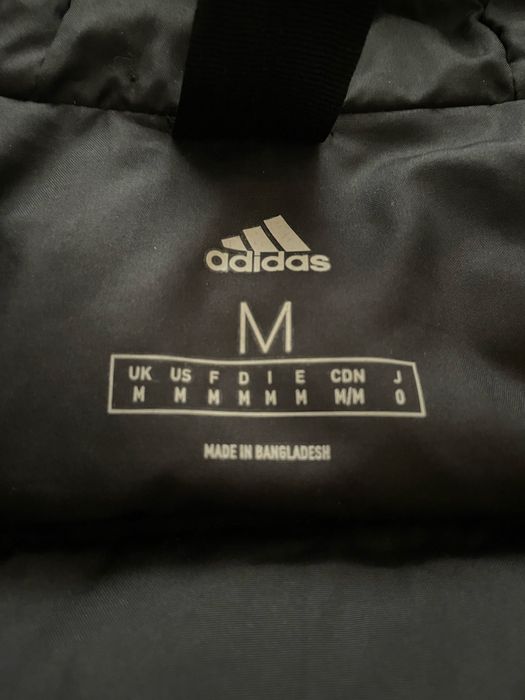 adidas
M
UK US F D I E CDN J
M M M M M M M/M O
MADE IN BANGLADESH